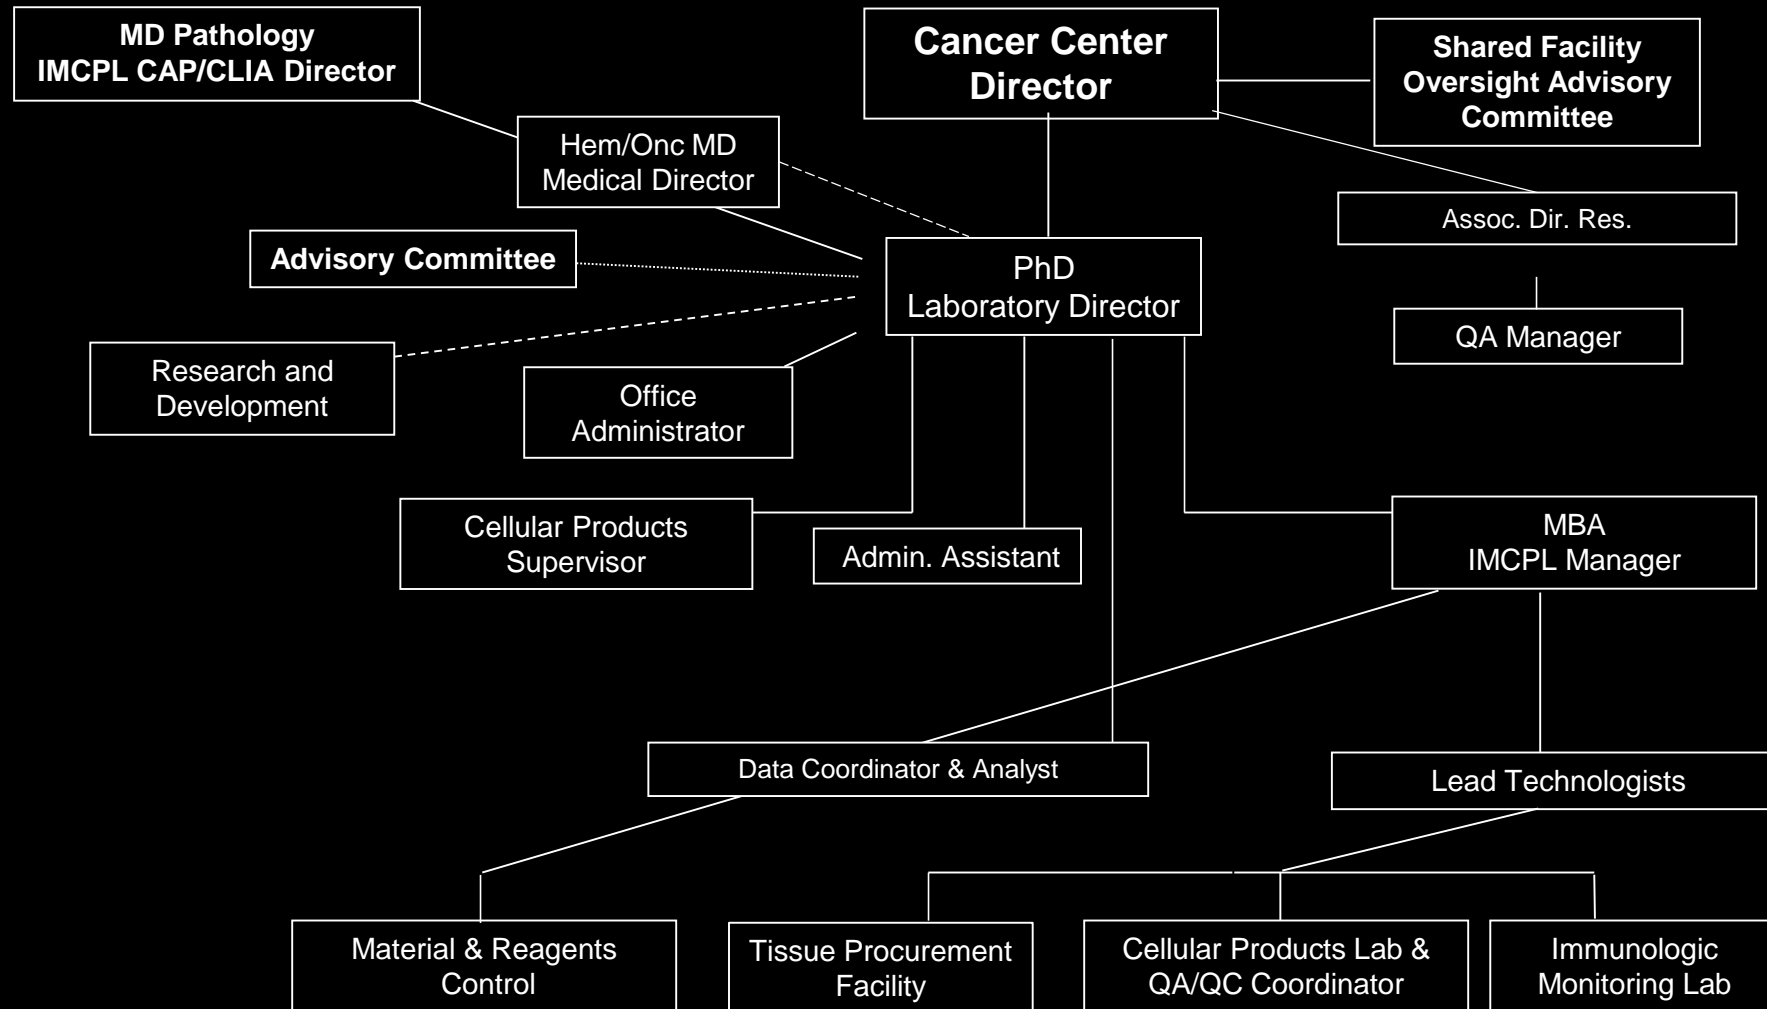 MD Pathology
IMCPL CAP/CLIA Director
Cancer Center
Director
Shared Facility
Oversight Advisory
Committee
Hem/Onc MD
Medical Director
Assoc. Dir. Res.
Advisory Committee
PhD
Laboratory Director
QA Manager
Research and
Development
Office
Administrator
Cellular Products
Supervisor
Admin. Assistant
MBA
IMCPL Manager
Data Coordinator & Analyst
Lead Technologists
Material & Reagents
Control
Tissue Procurement
Facility
Cellular Products Lab &
QA/QC Coordinator
Immunologic
Monitoring Lab